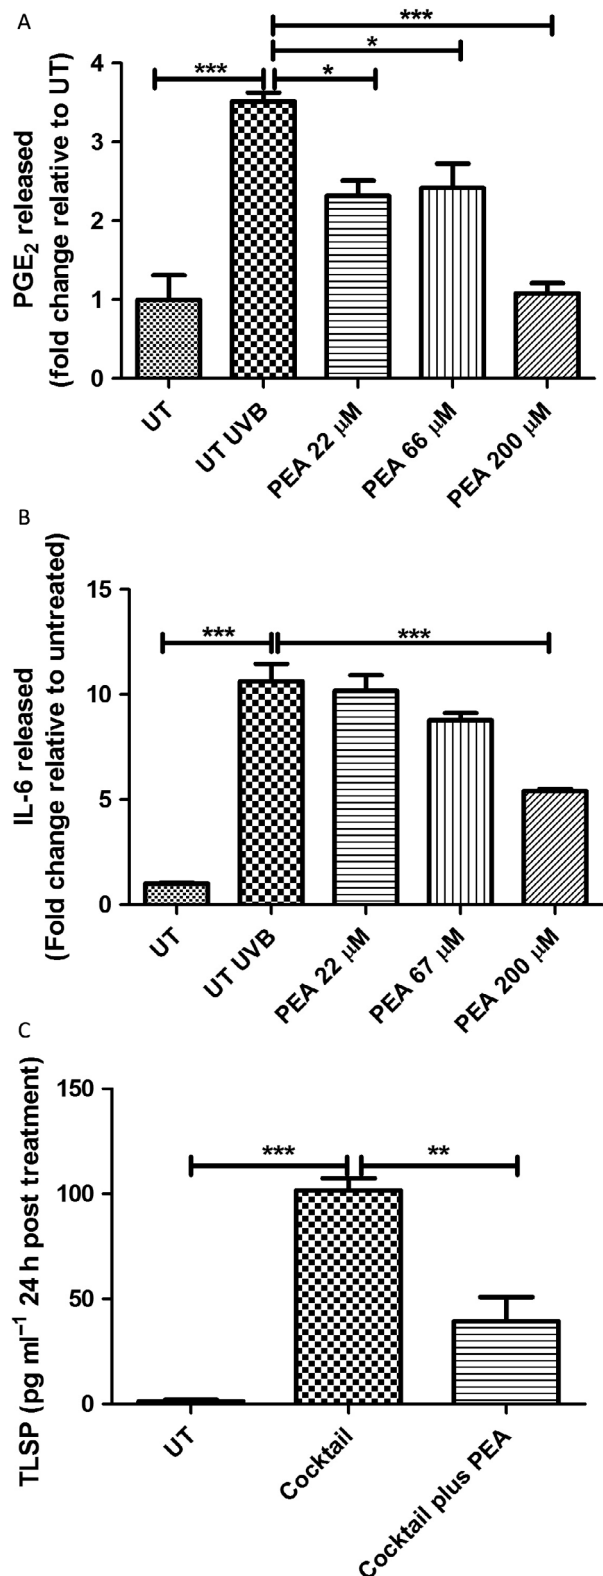 A
PGE2 released
(fold change relative to UT)
4
3
2
1
0
***
*
*
***
UT
UT UVB
PEA 22 µM
PEA 66 µM
PEA 200 µM
B
IL-6 released
(Fold change relative to untreated)
15
10
5
0
***
***
UT
UT UVB
PEA 22 µM
PEA 67 µM
PEA 200 µM
C
TLSP (pg ml⁻¹ 24 h post treatment)
150
100
50
0
***
**
UT
Cocktail
Cocktail plus PEA